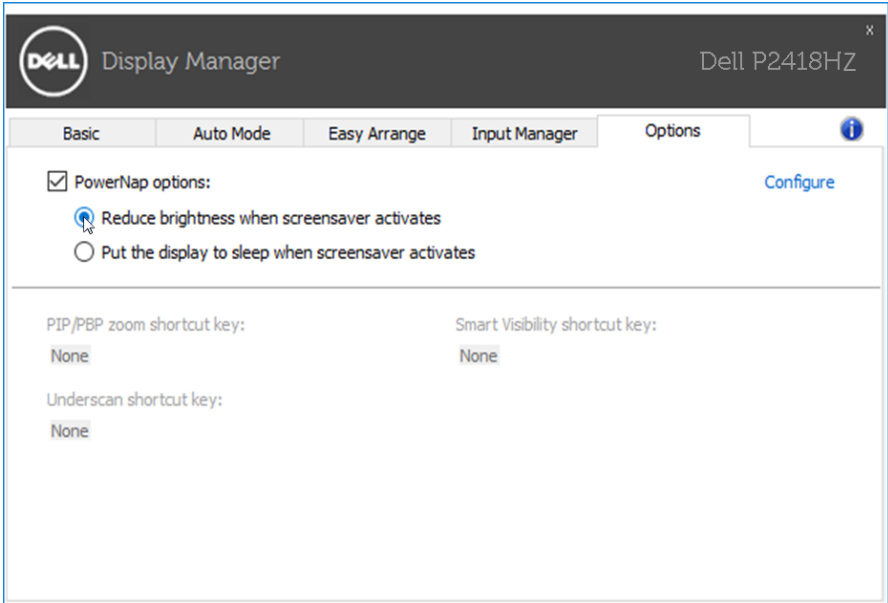 DELL Display Manager Dell P2418HZ x
Basic Auto Mode Easy Arrange Input Manager Options i
PowerNap options: Configure
Reduce brightness when screensaver activates
Put the display to sleep when screensaver activates
PIP/PBP zoom shortcut key: Smart Visibility shortcut key:
None None
Underscan shortcut key:
None